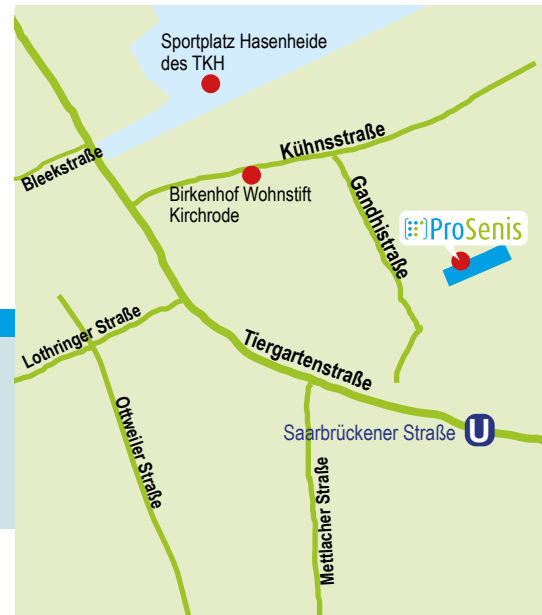 Sportplatz Hasenheide
des TKH
Bleekstraße
Kühnsstraße
Birkenhof Wohnstift
Kirchrode
Gandhistraße
ProSenis
Lothringer Straße
Tiergartenstraße
Ottweiler Straße
Saarbrückener Straße U
Mettlacher Straße